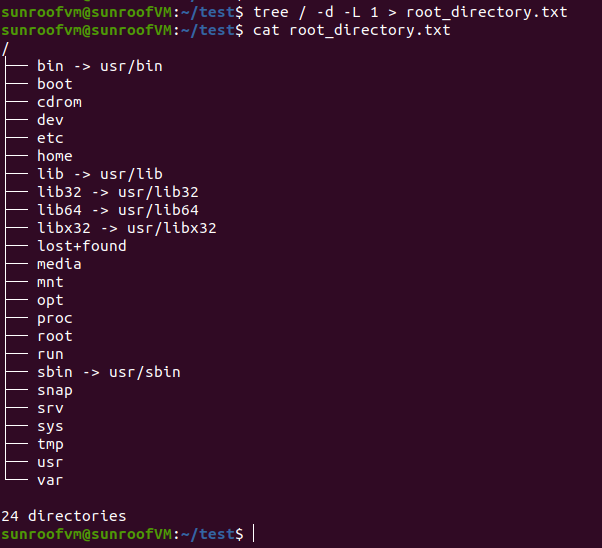 sunroofvm@sunroofVM:~/test$ tree / -d -L 1 > root_directory.txt
sunroofvm@sunroofVM:~/test$ cat root_directory.txt
/
├── bin -> usr/bin
├── boot
├── cdrom
├── dev
├── etc
├── home
├── lib -> usr/lib
├── lib32 -> usr/lib32
├── lib64 -> usr/lib64
├── libx32 -> usr/libx32
├── lost+found
├── media
├── mnt
├── opt
├── proc
├── root
├── run
├── sbin -> usr/sbin
├── snap
├── srv
├── sys
├── tmp
├── usr
└── var
24 directories
sunroofvm@sunroofVM:~/test$